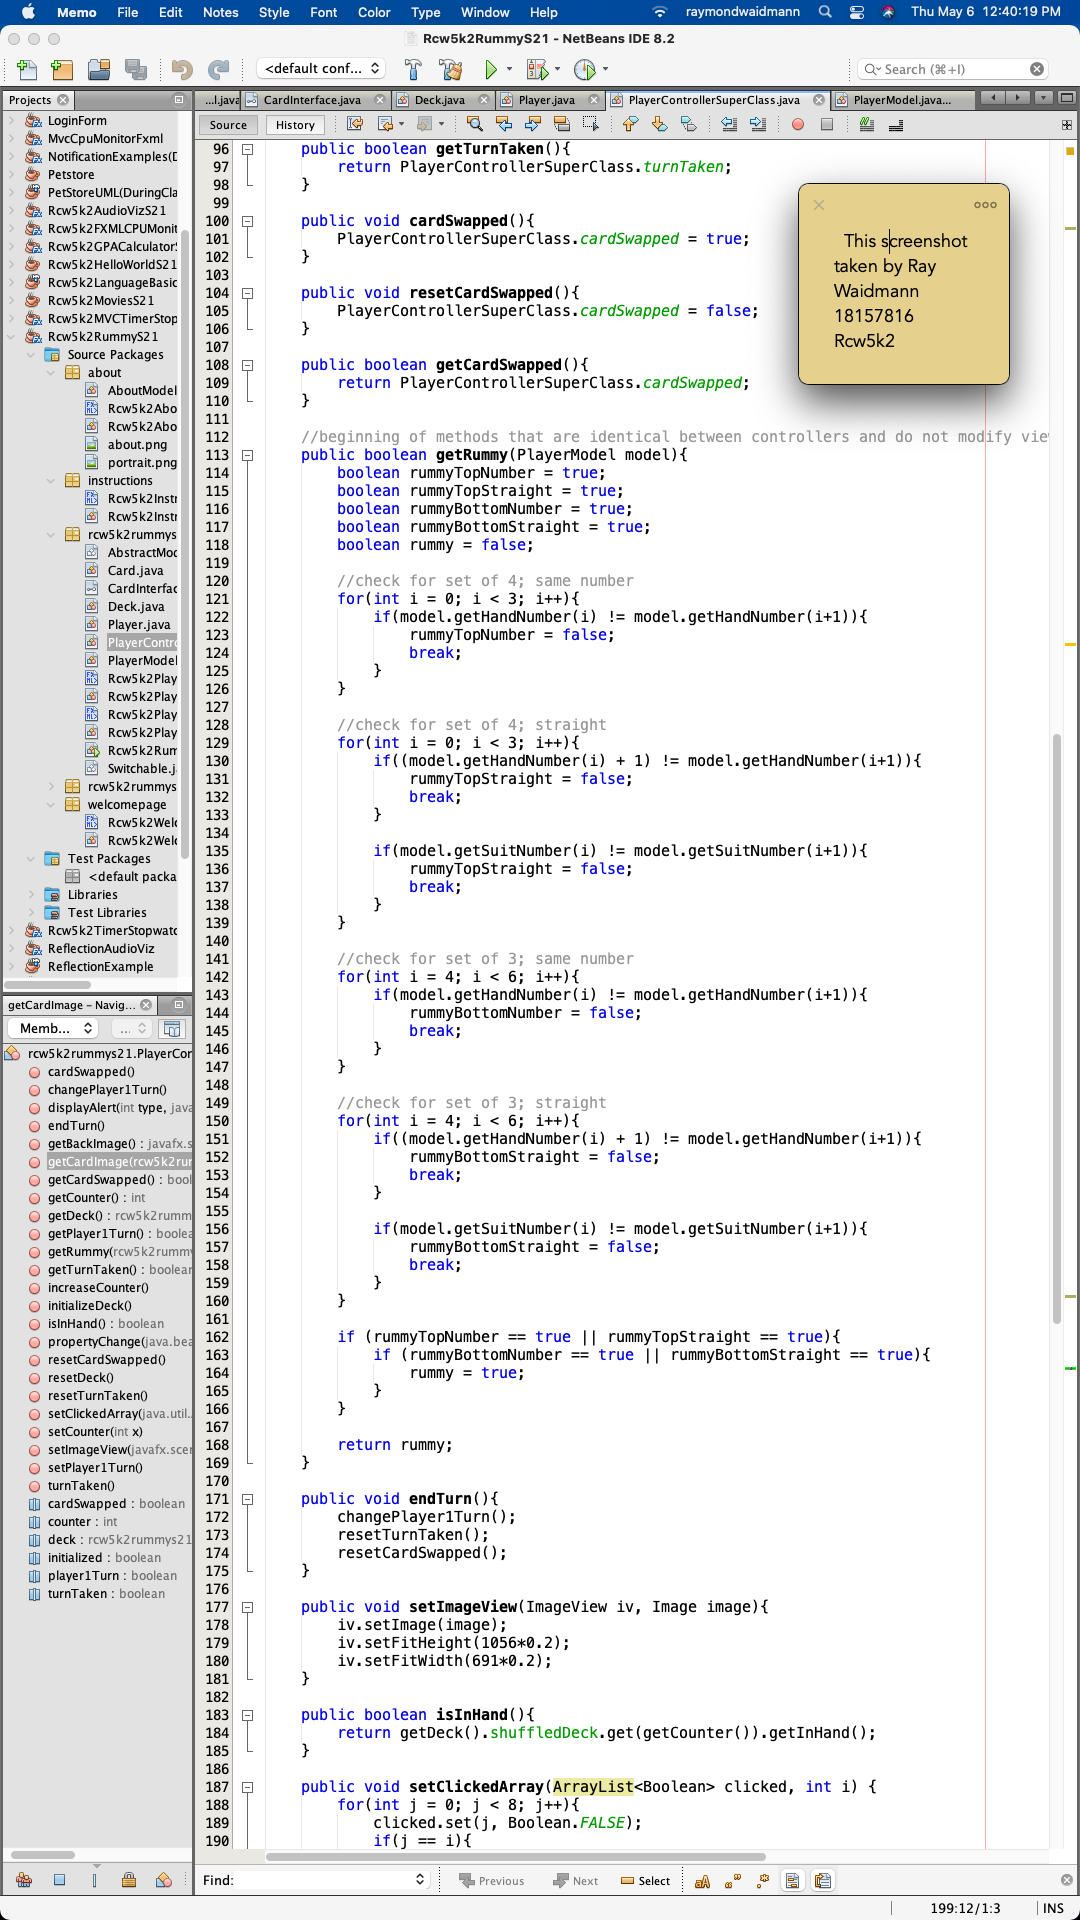 Memo File Edit Notes Style Font Color Type Window Help raymondwaidmann Thu May 6 12:40:19 PM
Rcw5k2RummyS21 - NetBeans IDE 8.2
<default conf... Search (⌘+I)
Projects
...l.java CardInterface.java Deck.java Player.java PlayerControllerSuperClass.java PlayerModel.java...
Source History
LoginForm
MvcCpuMonitorFxml
NotificationExamples(D
Petstore
PetStoreUML(DuringCla
Rcw5k2AudioVizS21
Rcw5k2FXMLCPUMonit
Rcw5k2GPACalculatorS
Rcw5k2HelloWorldS21
Rcw5k2LanguageBasic
Rcw5k2MoviesS21
Rcw5k2MVCTimerStop
Rcw5k2RummyS21
Source Packages
about
AboutModel
Rcw5k2Abo
Rcw5k2Abo
about.png
portrait.png
instructions
Rcw5k2Instr
Rcw5k2Instr
rcw5k2rummys
AbstractMod
Card.java
CardInterfac
Deck.java
Player.java
PlayerContro
PlayerModel
Rcw5k2Play
Rcw5k2Play
Rcw5k2Play
Rcw5k2Play
Rcw5k2Rum
Switchable.j
rcw5k2rummys
welcomepage
Rcw5k2Welc
Rcw5k2Welc
Test Packages
<default packa
Libraries
Test Libraries
Rcw5k2TimerStopwatc
ReflectionAudioViz
ReflectionExample
getCardImage - Navig...
Memb... ...
rcw5k2rummys21.PlayerCor
cardSwapped()
changePlayer1Turn()
displayAlert(int type, java
endTurn()
getBackImage() : javafx.s
getCardImage(rcw5k2rur
getCardSwapped() : bool
getCounter() : int
getDeck() : rcw5k2rumm
getPlayer1Turn() : boolea
getRummy(rcw5k2rummy
getTurnTaken() : boolean
increaseCounter()
initializeDeck()
isInHand() : boolean
propertyChange(java.bea
resetCardSwapped()
resetDeck()
resetTurnTaken()
setClickedArray(java.util..
setCounter(int x)
setImageView(javafx.scen
setPlayer1Turn()
turnTaken()
cardSwapped : boolean
counter : int
deck : rcw5k2rummys21
initialized : boolean
player1Turn : boolean
turnTaken : boolean
96 public boolean getTurnTaken(){
97 return PlayerControllerSuperClass.turnTaken;
98 }
99
100 public void cardSwapped(){
101 PlayerControllerSuperClass.cardSwapped = true;
102 }
103
104 public void resetCardSwapped(){
105 PlayerControllerSuperClass.cardSwapped = false;
106 }
107
108 public boolean getCardSwapped(){
109 return PlayerControllerSuperClass.cardSwapped;
110 }
111
112 //beginning of methods that are identical between controllers and do not modify vie
113 public boolean getRummy(PlayerModel model){
114 boolean rummyTopNumber = true;
115 boolean rummyTopStraight = true;
116 boolean rummyBottomNumber = true;
117 boolean rummyBottomStraight = true;
118 boolean rummy = false;
119
120 //check for set of 4; same number
121 for(int i = 0; i < 3; i++){
122 if(model.getHandNumber(i) != model.getHandNumber(i+1)){
123 rummyTopNumber = false;
124 break;
125 }
126 }
127
128 //check for set of 4; straight
129 for(int i = 0; i < 3; i++){
130 if((model.getHandNumber(i) + 1) != model.getHandNumber(i+1)){
131 rummyTopStraight = false;
132 break;
133 }
134
135 if(model.getSuitNumber(i) != model.getSuitNumber(i+1)){
136 rummyTopStraight = false;
137 break;
138 }
139 }
140
141 //check for set of 3; same number
142 for(int i = 4; i < 6; i++){
143 if(model.getHandNumber(i) != model.getHandNumber(i+1)){
144 rummyBottomNumber = false;
145 break;
146 }
147 }
148
149 //check for set of 3; straight
150 for(int i = 4; i < 6; i++){
151 if((model.getHandNumber(i) + 1) != model.getHandNumber(i+1)){
152 rummyBottomStraight = false;
153 break;
154 }
155
156 if(model.getSuitNumber(i) != model.getSuitNumber(i+1)){
157 rummyBottomStraight = false;
158 break;
159 }
160 }
161
162 if (rummyTopNumber == true || rummyTopStraight == true){
163 if (rummyBottomNumber == true || rummyBottomStraight == true){
164 rummy = true;
165 }
166 }
167
168 return rummy;
169 }
170
171 public void endTurn(){
172 changePlayer1Turn();
173 resetTurnTaken();
174 resetCardSwapped();
175 }
176
177 public void setImageView(ImageView iv, Image image){
178 iv.setImage(image);
179 iv.setFitHeight(1056*0.2);
180 iv.setFitWidth(691*0.2);
181 }
182
183 public boolean isInHand(){
184 return getDeck().shuffledDeck.get(getCounter()).getInHand();
185 }
186
187 public void setClickedArray(ArrayList<Boolean> clicked, int i) {
188 for(int j = 0; j < 8; j++){
189 clicked.set(j, Boolean.FALSE);
190 if(j == i){
This screenshot
taken by Ray
Waidmann
18157816
Rcw5k2
Find: Previous Next Select
199:12/1:3 INS